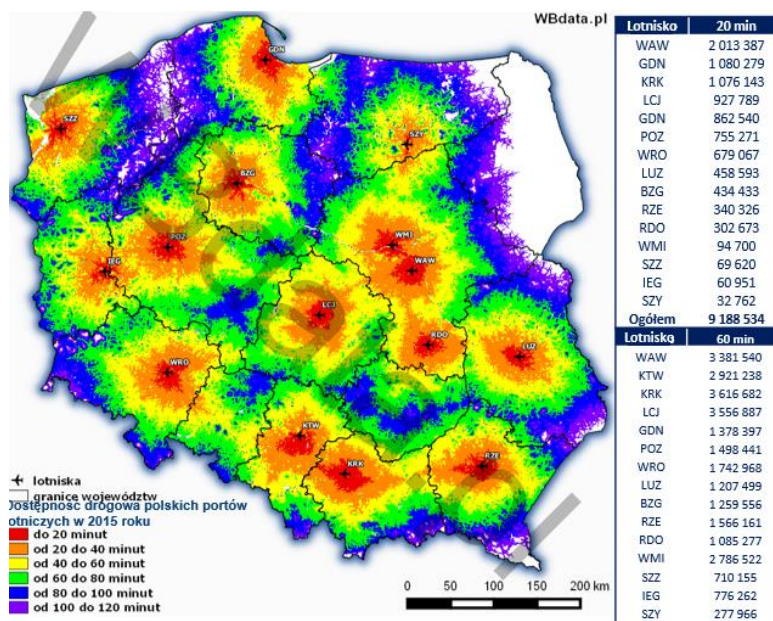 WBdata.pl
GDN
SZZ
SZY
BZG
POZ
WMI
IEG
WAW
LCJ
RDO
LUZ
WRO
KTW
KRK
RZE
lotniska
granice województw
Dostępność drogowa polskich portów
lotniczych w 2015 roku
do 20 minut
od 20 do 40 minut
od 40 do 60 minut
od 60 do 80 minut
od 80 do 100 minut
od 100 do 120 minut
0 50 100 150 200 km
Lotnisko 20 min
WAW 2 013 387
GDN 1 080 279
KRK 1 076 143
LCJ 927 789
GDN 862 540
POZ 755 271
WRO 679 067
LUZ 458 593
BZG 434 433
RZE 340 326
RDO 302 673
WMI 94 700
SZZ 69 620
IEG 60 951
SZY 32 762
Ogółem 9 188 534
Lotnisko 60 min
WAW 3 381 540
KTW 2 921 238
KRK 3 616 682
LCJ 3 556 887
GDN 1 378 397
POZ 1 498 441
WRO 1 742 968
LUZ 1 207 499
BZG 1 259 556
RZE 1 566 161
RDO 1 085 277
WMI 2 786 522
SZZ 710 155
IEG 776 262
SZY 277 966